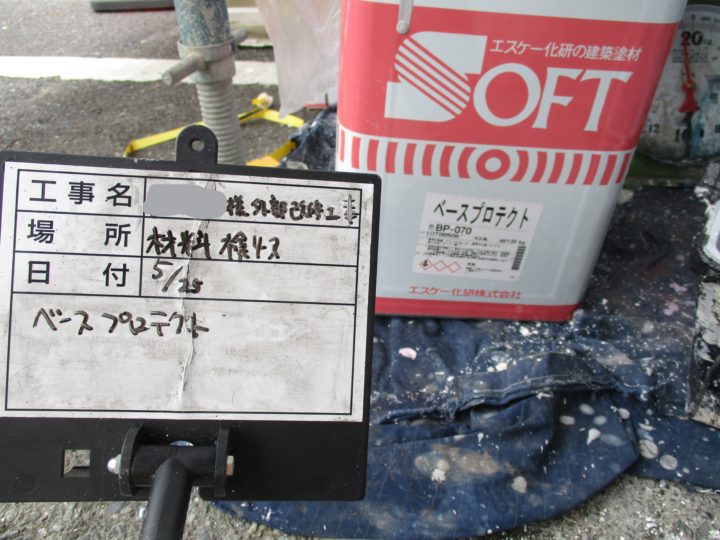 工事名
様外部改修工事
場所
材料検収
日付
5/25
ベースプロテクト
エスケー化研の建築塗材
SOFT
ベースプロテクト
BP-070
エスケー化研株式会社
20kg
12